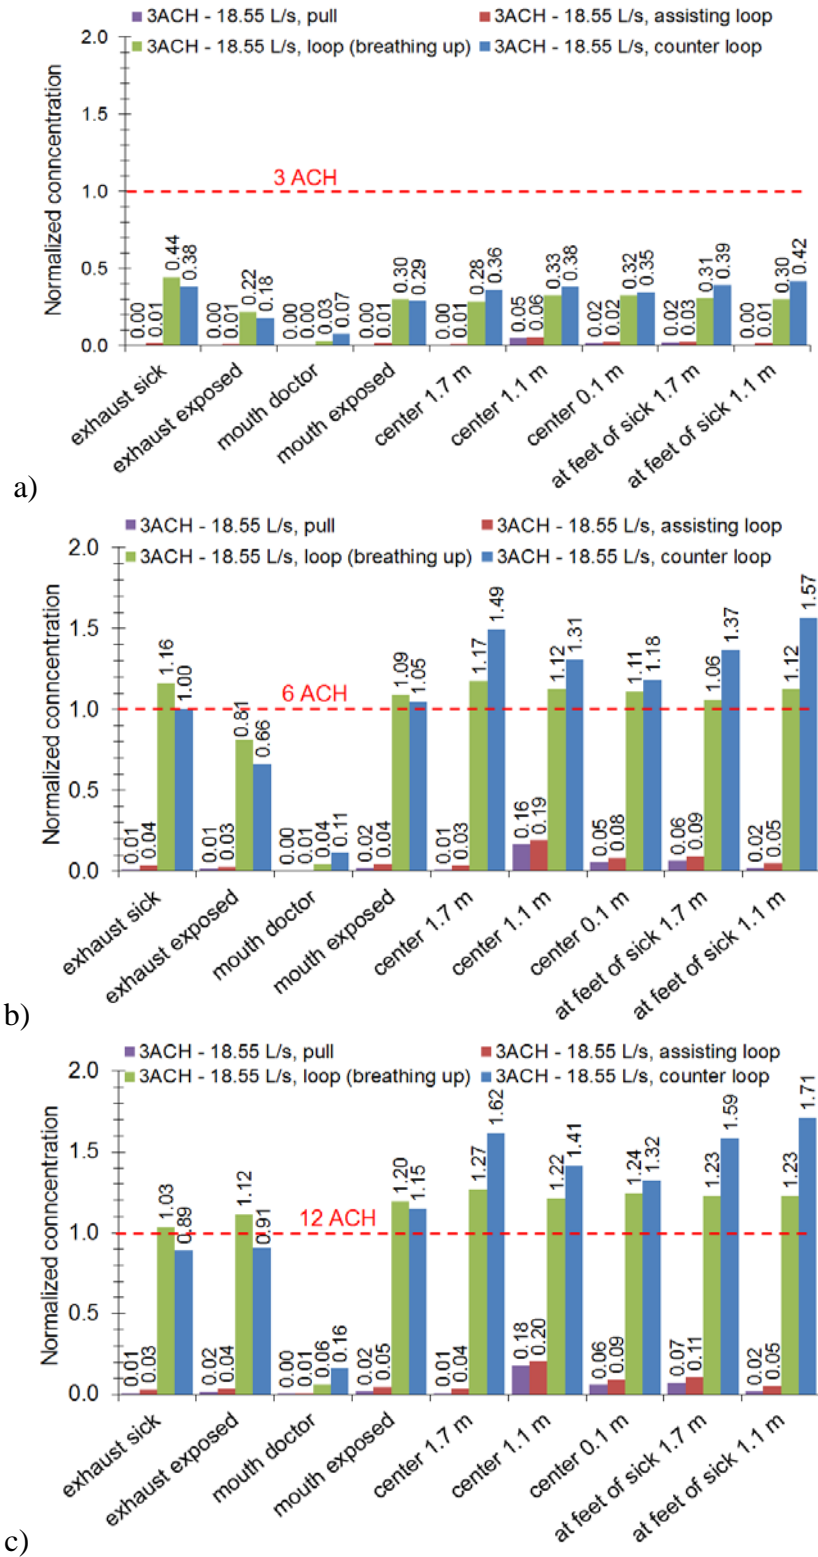 3ACH - 18.55 L/s, pull 3ACH - 18.55 L/s, assisting loop
3ACH - 18.55 L/s, loop (breathing up) 3ACH - 18.55 L/s, counter loop
Normalized conncentration
2.0
1.5
1.0
0.5
0.0
3 ACH
0.00 0.01 0.44 0.38
0.00 0.01 0.22 0.18
0.00 0.00 0.03 0.07
0.00 0.01 0.30 0.29
0.00 0.01 0.28 0.36
0.05 0.06 0.33 0.38
0.02 0.02 0.32 0.35
0.02 0.03 0.31 0.39
0.00 0.01 0.30 0.42
exhaust sick
exhaust exposed
mouth doctor
mouth exposed
center 1.7 m
center 1.1 m
center 0.1 m
at feet of sick 1.7 m
at feet of sick 1.1 m
a)
3ACH - 18.55 L/s, pull 3ACH - 18.55 L/s, assisting loop
3ACH - 18.55 L/s, loop (breathing up) 3ACH - 18.55 L/s, counter loop
Normalized conncentration
2.0
1.5
1.0
0.5
0.0
6 ACH
0.01 0.04 1.16 1.00
0.01 0.03 0.81 0.66
0.00 0.01 0.04 0.11
0.02 0.04 1.09 1.05
0.01 0.03 1.17 1.49
0.16 0.19 1.12 1.31
0.05 0.08 1.11 1.18
0.06 0.09 1.06 1.37
0.02 0.05 1.12 1.57
exhaust sick
exhaust exposed
mouth doctor
mouth exposed
center 1.7 m
center 1.1 m
center 0.1 m
at feet of sick 1.7 m
at feet of sick 1.1 m
b)
3ACH - 18.55 L/s, pull 3ACH - 18.55 L/s, assisting loop
3ACH - 18.55 L/s, loop (breathing up) 3ACH - 18.55 L/s, counter loop
Normalized conncentration
2.0
1.5
1.0
0.5
0.0
12 ACH
0.01 0.03 1.03 0.89
0.02 0.04 1.12 0.91
0.00 0.01 0.06 0.16
0.02 0.05 1.20 1.15
0.01 0.04 1.27 1.62
0.18 0.20 1.22 1.41
0.06 0.09 1.24 1.32
0.07 0.11 1.23 1.59
0.02 0.05 1.23 1.71
exhaust sick
exhaust exposed
mouth doctor
mouth exposed
center 1.7 m
center 1.1 m
center 0.1 m
at feet of sick 1.7 m
at feet of sick 1.1 m
c)